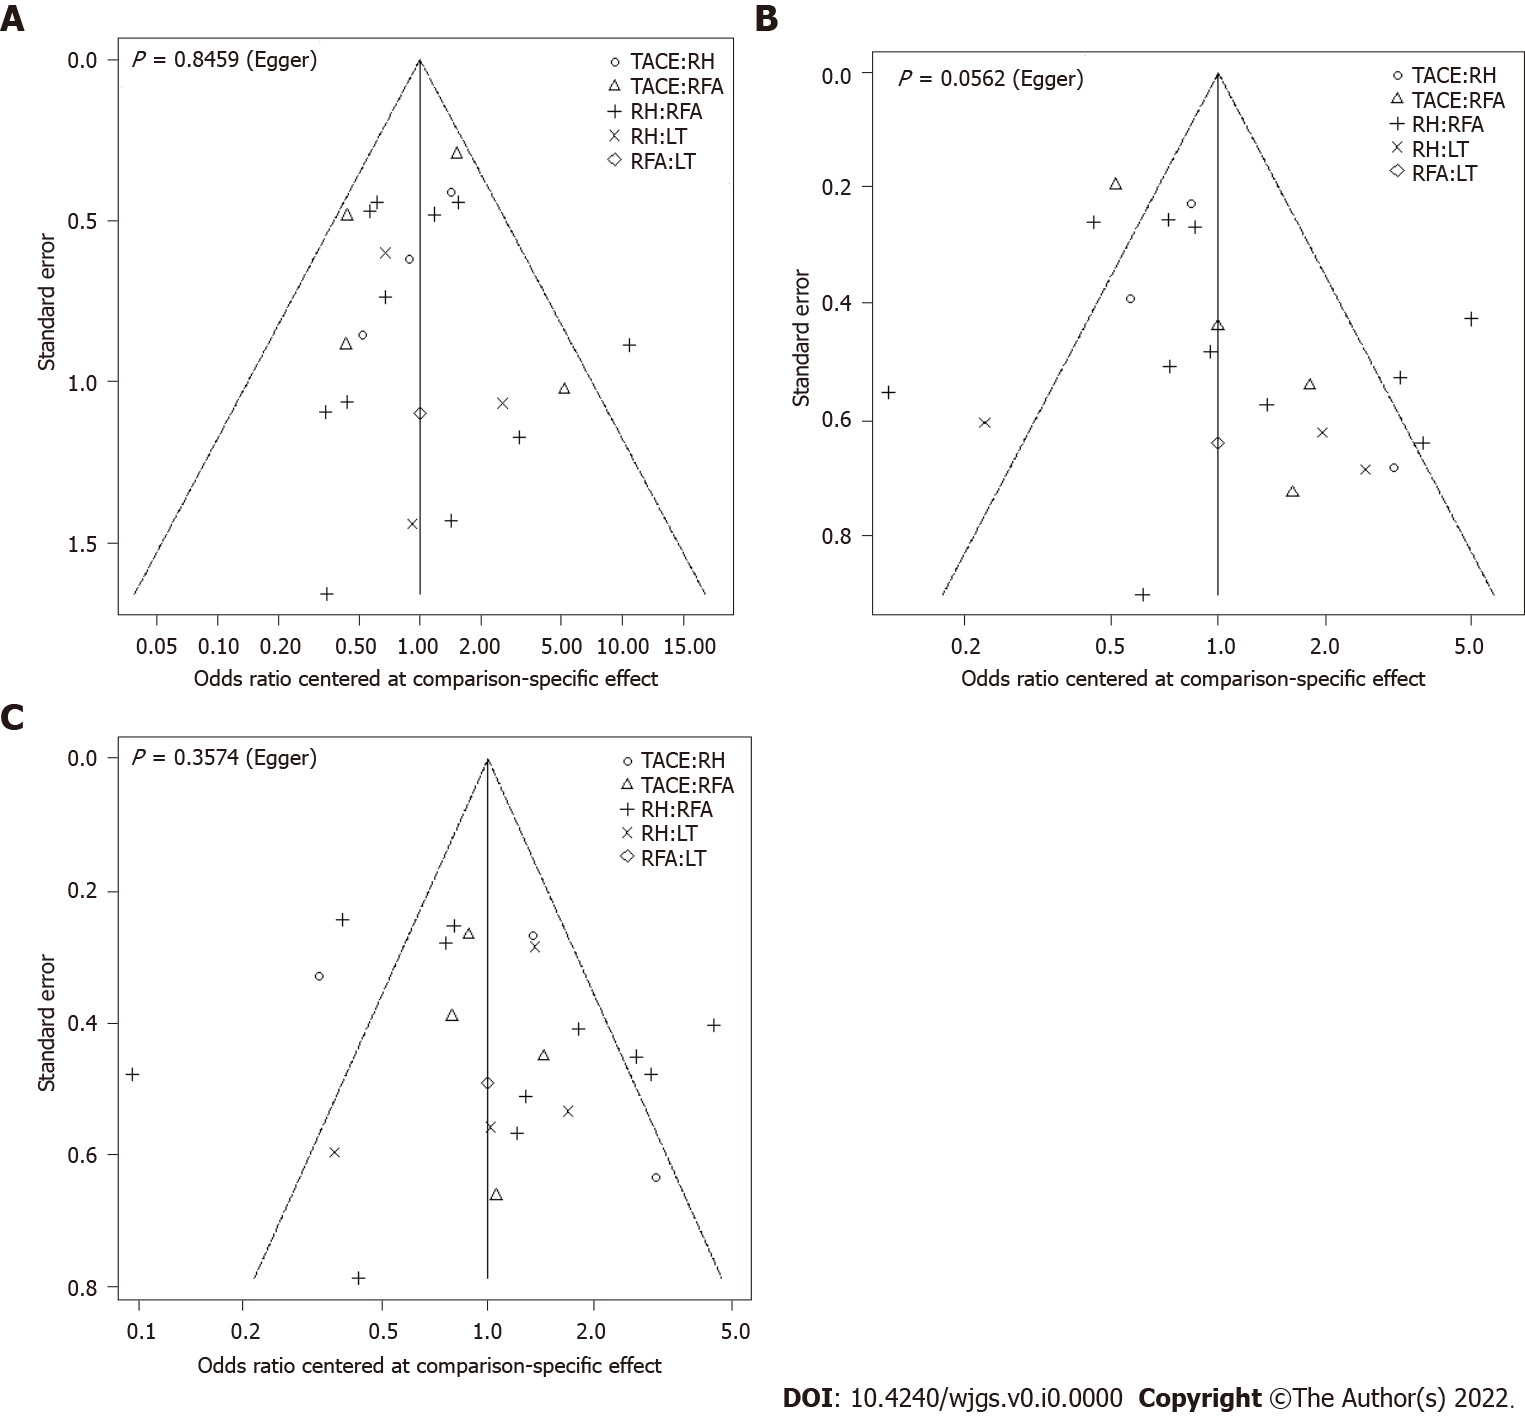 A
P = 0.8459 (Egger)
TACE:RH
TACE:RFA
RH:RFA
RH:LT
RFA:LT
Standard error
0.0
0.5
1.0
1.5
0.05 0.10 0.20 0.50 1.00 2.00 5.00 10.00 15.00
Odds ratio centered at comparison-specific effect
B
P = 0.0562 (Egger)
TACE:RH
TACE:RFA
RH:RFA
RH:LT
RFA:LT
Standard error
0.0
0.2
0.4
0.6
0.8
0.2 0.5 1.0 2.0 5.0
Odds ratio centered at comparison-specific effect
C
P = 0.3574 (Egger)
TACE:RH
TACE:RFA
RH:RFA
RH:LT
RFA:LT
Standard error
0.0
0.2
0.4
0.6
0.8
0.1 0.2 0.5 1.0 2.0 5.0
Odds ratio centered at comparison-specific effect
DOI: 10.4240/wjgs.v0.i0.0000 Copyright ©The Author(s) 2022.